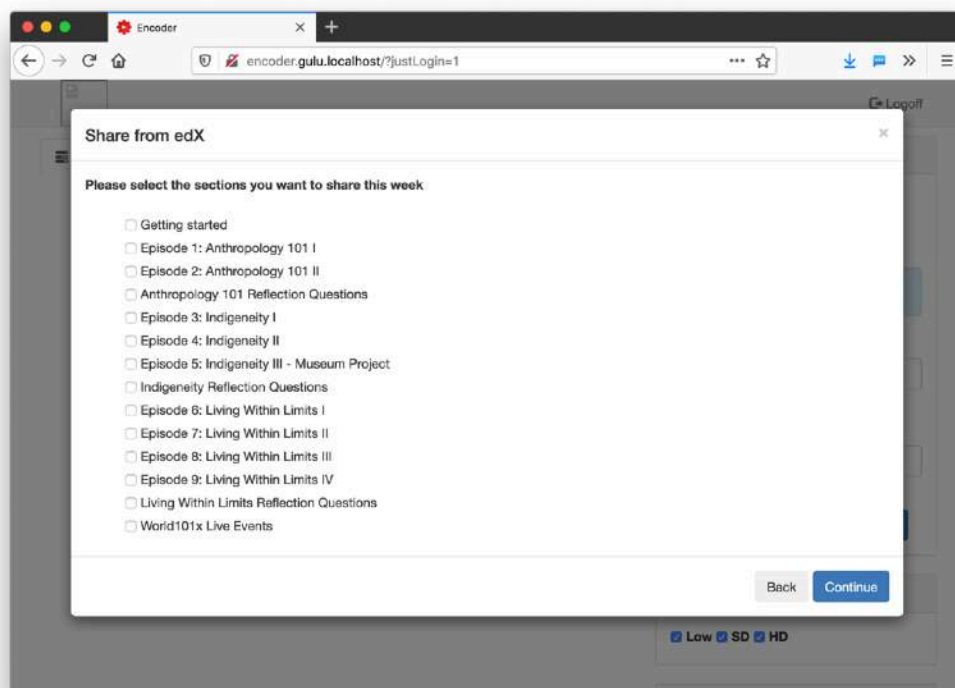 Encoder
encoder.gulu.localhost/?justLogin=1
Logoff
Share from edX
Please select the sections you want to share this week
Getting started
Episode 1: Anthropology 101 I
Episode 2: Anthropology 101 II
Anthropology 101 Reflection Questions
Episode 3: Indigeneity I
Episode 4: Indigeneity II
Episode 5: Indigeneity III - Museum Project
Indigeneity Reflection Questions
Episode 6: Living Within Limits I
Episode 7: Living Within Limits II
Episode 8: Living Within Limits III
Episode 9: Living Within Limits IV
Living Within Limits Reflection Questions
World101x Live Events
Back Continue
Low SD HD